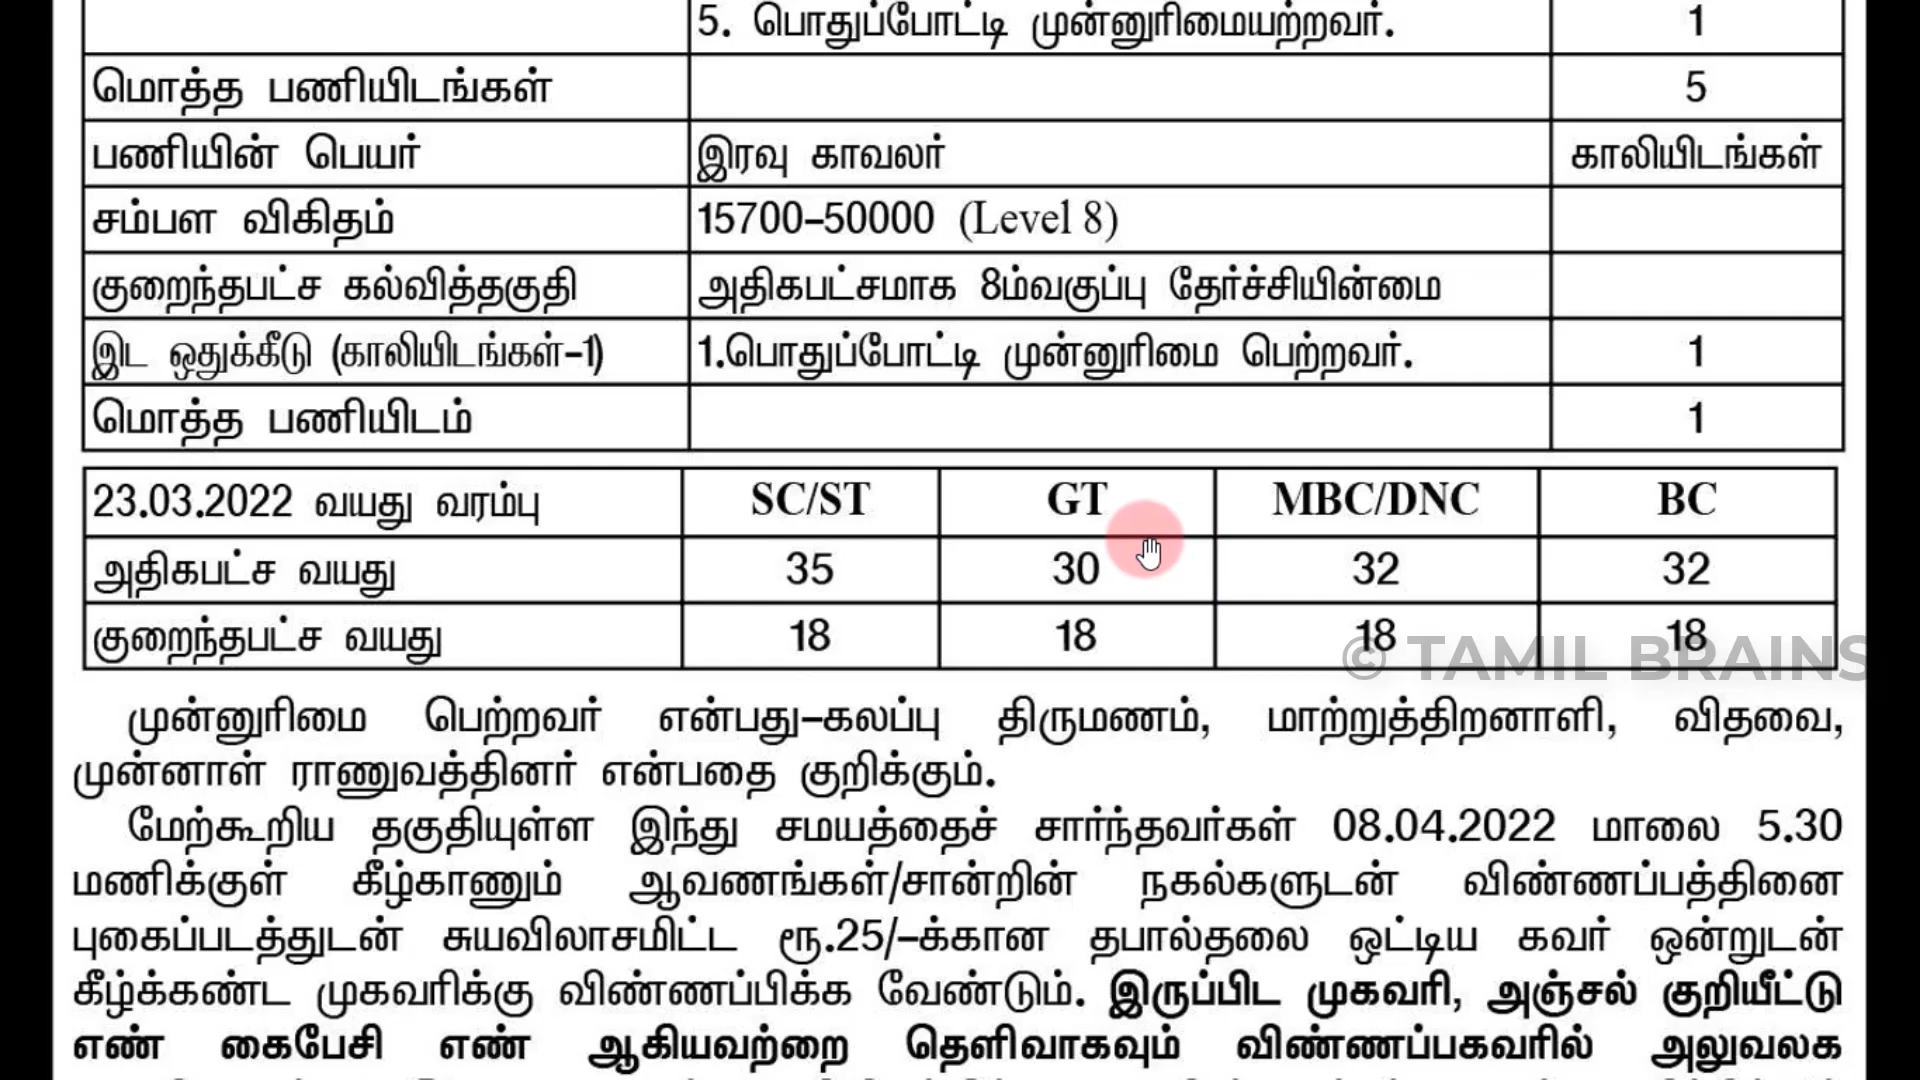 5. பொதுப்போட்டி முன்னுரிமையற்றவர். 1
மொத்த பணியிடங்கள் 5
பணியின் பெயர் இரவு காவலர் காலியிடங்கள்
சம்பள விகிதம் 15700–50000 (Level 8)
குறைந்தபட்ச கல்வித்தகுதி அதிகபட்சமாக 8ம்வகுப்பு தேர்ச்சியின்மை
இட ஒதுக்கீடு (காலியிடங்கள்–1) 1.பொதுப்போட்டி முன்னுரிமை பெற்றவர். 1
மொத்த பணியிடம் 1
23.03.2022 வயது வரம்பு SC/ST GT MBC/DNC BC
அதிகபட்ச வயது 35 30 32 32
குறைந்தபட்ச வயது 18 18 18 18
© TAMIL BRAINS
முன்னுரிமை பெற்றவர் என்பது–கலப்பு திருமணம், மாற்றுத்திறனாளி, விதவை,
முன்னாள் ராணுவத்தினர் என்பதை குறிக்கும்.
மேற்கூறிய தகுதியுள்ள இந்து சமயத்தைச் சார்ந்தவர்கள் 08.04.2022 மாலை 5.30
மணிக்குள் கீழ்காணும் ஆவணங்கள்/சான்றின் நகல்களுடன் விண்ணப்பத்தினை
புகைப்படத்துடன் சுயவிலாசமிட்ட ரூ.25/–க்கான தபால்தலை ஒட்டிய கவர் ஒன்றுடன்
கீழ்க்கண்ட முகவரிக்கு விண்ணப்பிக்க வேண்டும். இருப்பிட முகவரி, அஞ்சல் குறியீட்டு
எண் கைபேசி எண் ஆகியவற்றை தெளிவாகவும் விண்ணப்பகவரில் அலுவலக